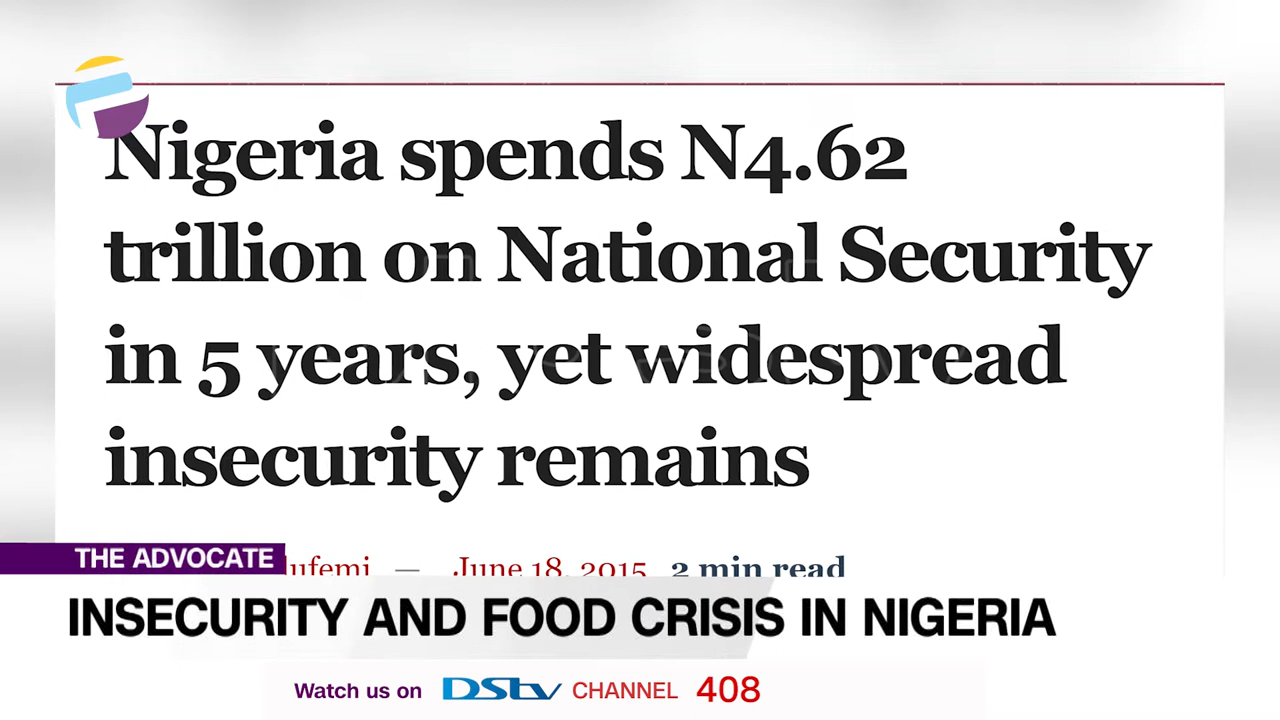 Nigeria spends N4.62
trillion on National Security
in 5 years, yet widespread
insecurity remains
— June 18, 2015 2 min read
THE ADVOCATE
INSECURITY AND FOOD CRISIS IN NIGERIA
Watch us on DStv CHANNEL 408